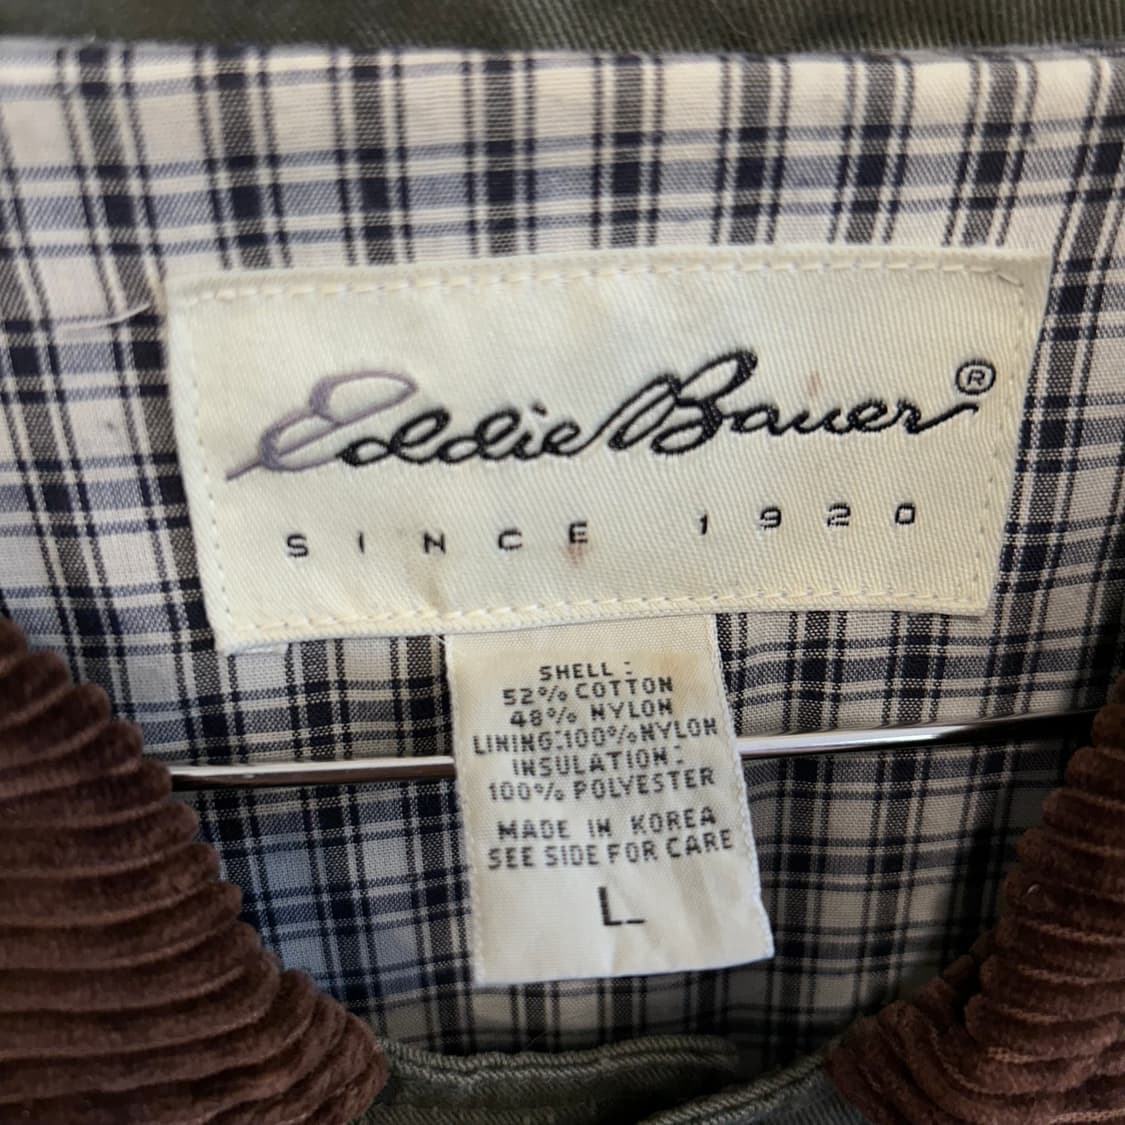 Eddie Bauer®
SINCE 1920
SHELL:
52% COTTON
48% NYLON
LINING:100%NYLON
INSULATION:
100% POLYESTER
MADE IN KOREA
SEE SIDE FOR CARE
L